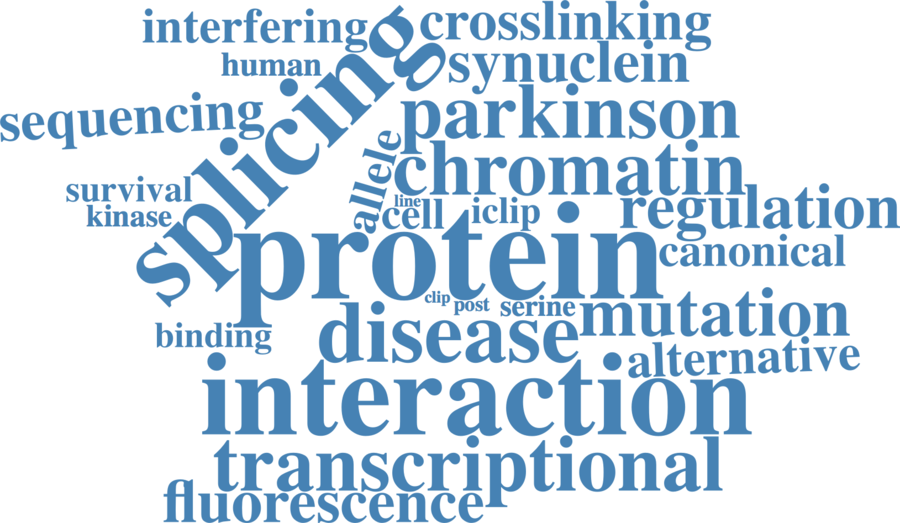 interfering
crosslinking
human
synuclein
splicing
sequencing
parkinson
allele
chromatin
survival
line
kinase
cell
iclip
regulation
protein
canonical
clip
post
serine
mutation
binding
disease
alternative
interaction
transcriptional
fluorescence